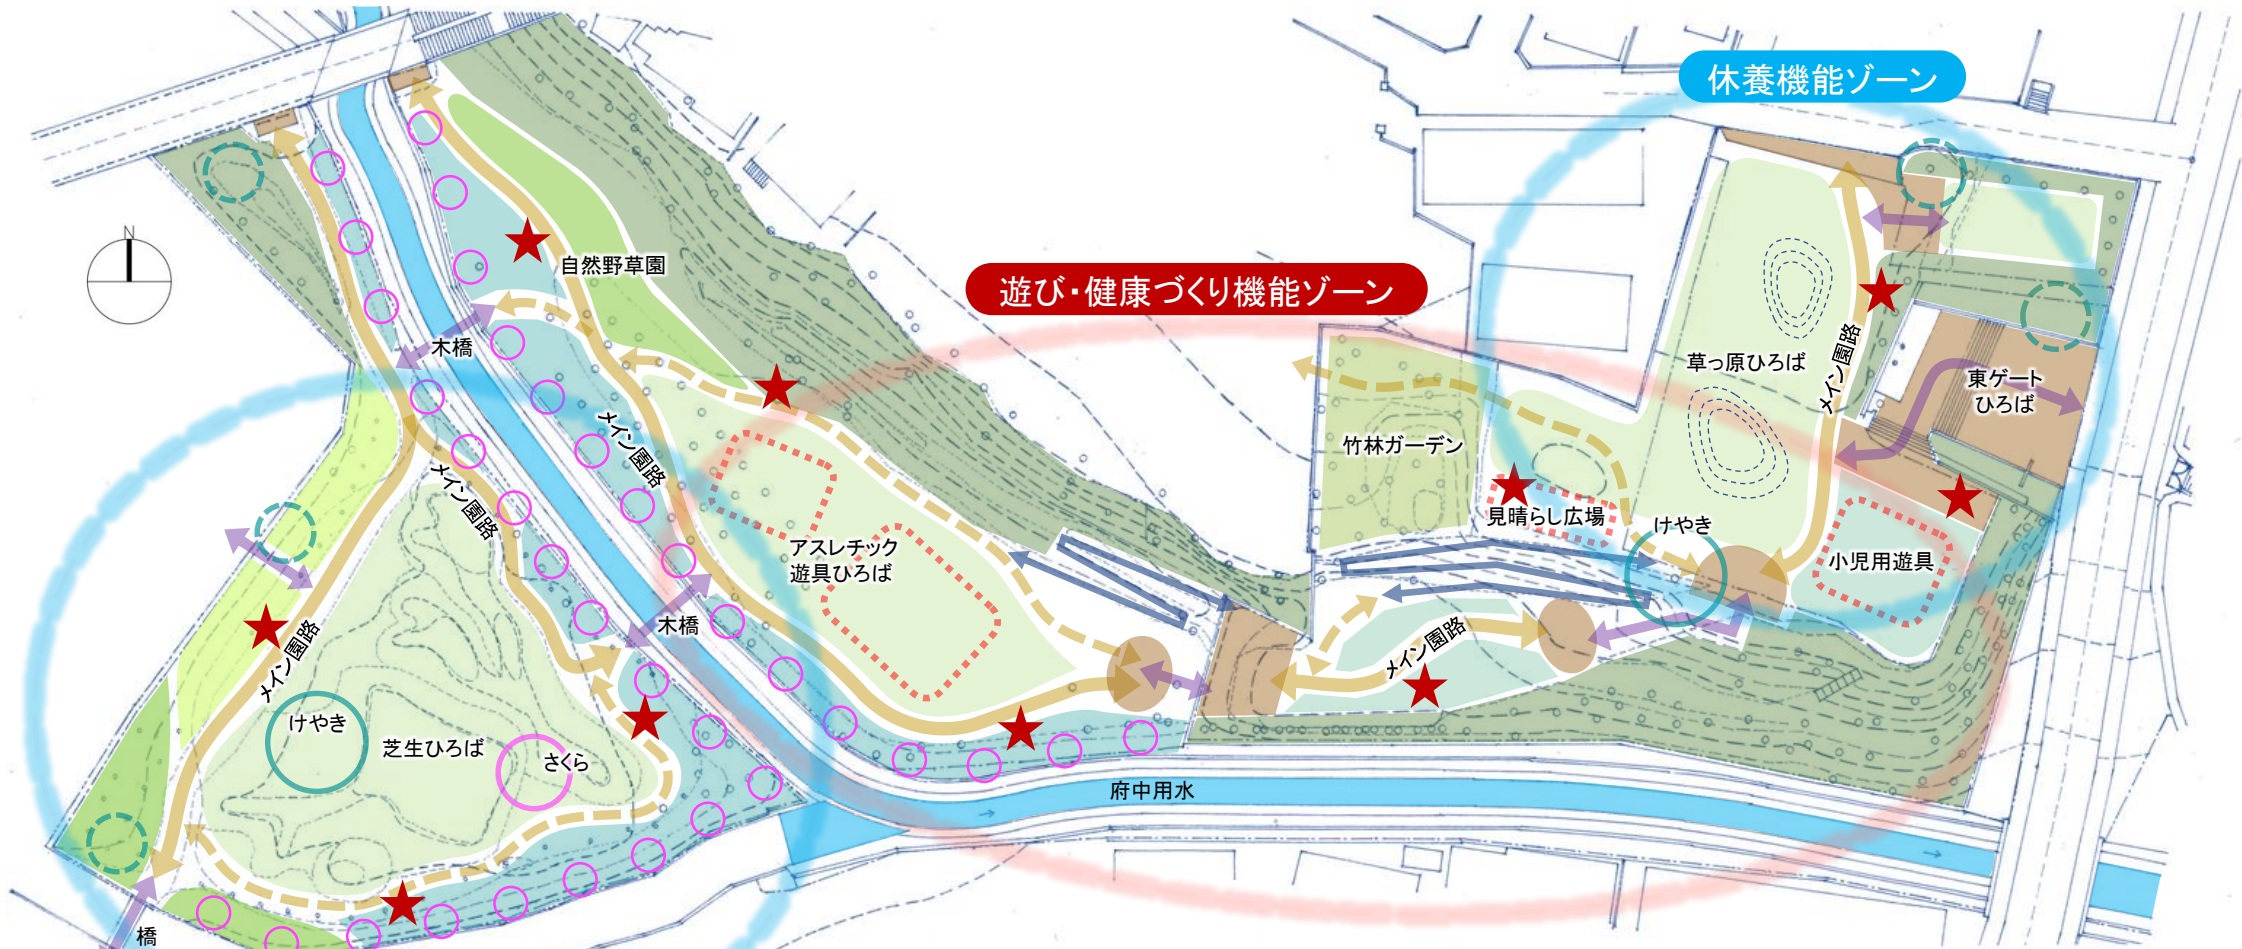 休養機能ゾーン
N
自然野草園
遊び・健康づくり機能ゾーン
木橋
メイン園路
草っ原ひろば
メイン園路
東ゲート
ひろば
竹林ガーデン
メイン園路
見晴らし広場
けやき
アスレチック
遊具ひろば
小児用遊具
木橋
メイン園路
メイン園路
けやき
芝生ひろば
さくら
府中用水
橋